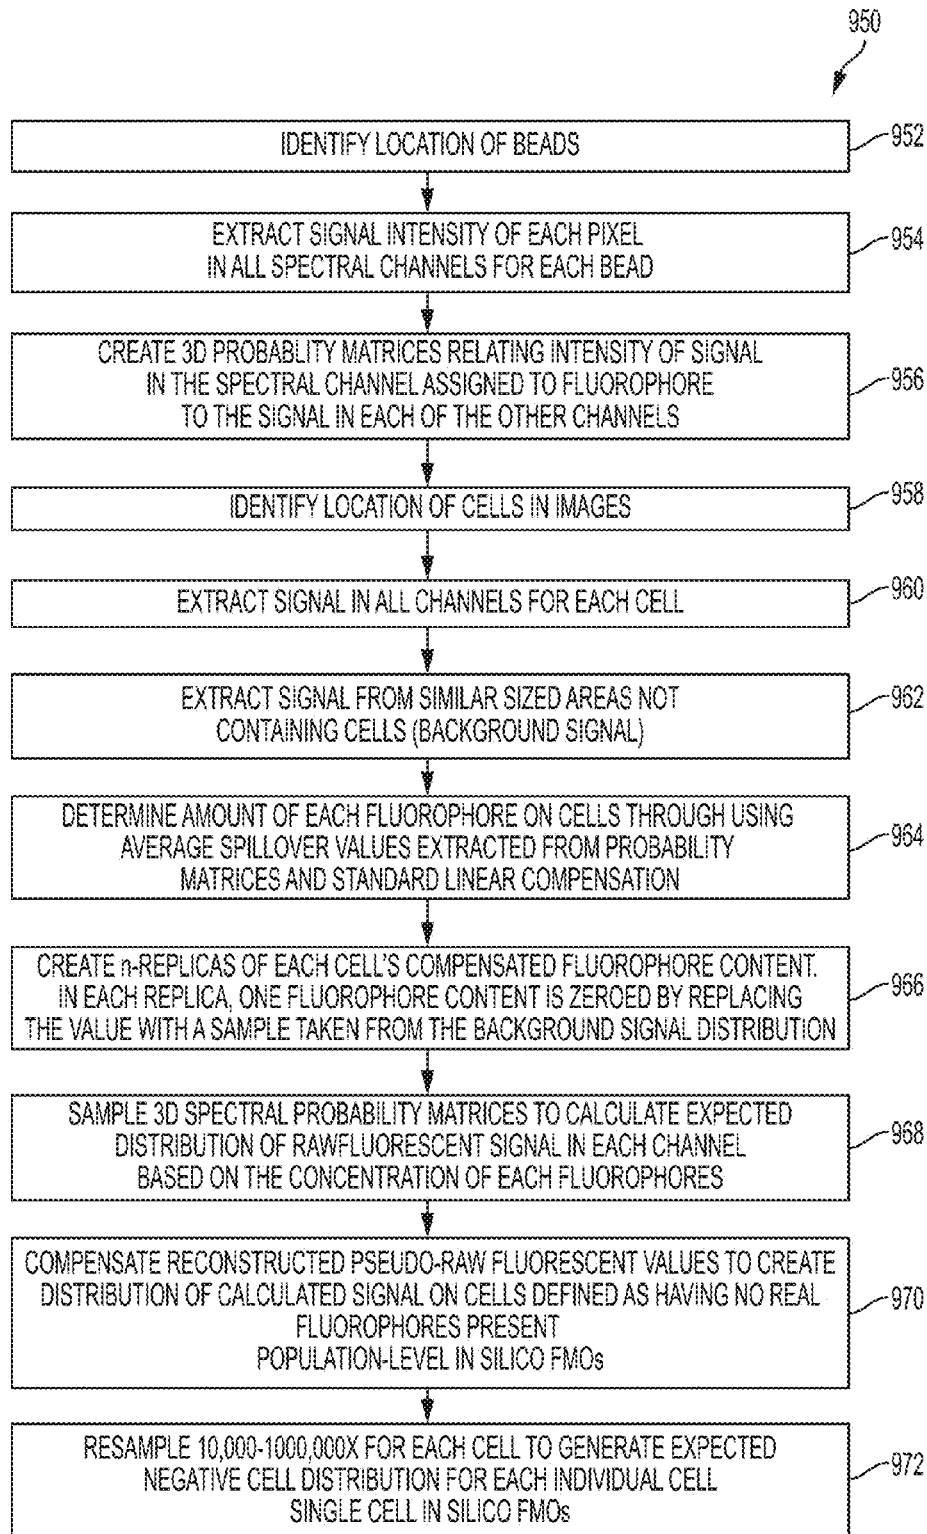 950
IDENTIFY LOCATION OF BEADS
952
EXTRACT SIGNAL INTENSITY OF EACH PIXEL
IN ALL SPECTRAL CHANNELS FOR EACH BEAD
954
CREATE 3D PROBABLITY MATRICES RELATING INTENSITY OF SIGNAL
IN THE SPECTRAL CHANNEL ASSIGNED TO FLUOROPHORE
TO THE SIGNAL IN EACH OF THE OTHER CHANNELS
956
IDENTIFY LOCATION OF CELLS IN IMAGES
958
EXTRACT SIGNAL IN ALL CHANNELS FOR EACH CELL
960
EXTRACT SIGNAL FROM SIMILAR SIZED AREAS NOT
CONTAINING CELLS (BACKGROUND SIGNAL)
962
DETERMINE AMOUNT OF EACH FLUOROPHORE ON CELLS THROUGH USING
AVERAGE SPILLOVER VALUES EXTRACTED FROM PROBABILITY
MATRICES AND STANDARD LINEAR COMPENSATION
964
CREATE n-REPLICAS OF EACH CELL'S COMPENSATED FLUOROPHORE CONTENT.
IN EACH REPLICA, ONE FLUOROPHORE CONTENT IS ZEROED BY REPLACING
THE VALUE WITH A SAMPLE TAKEN FROM THE BACKGROUND SIGNAL DISTRIBUTION
966
SAMPLE 3D SPECTRAL PROBABILITY MATRICES TO CALCULATE EXPECTED
DISTRIBUTION OF RAWFLUORESCENT SIGNAL IN EACH CHANNEL
BASED ON THE CONCENTRATION OF EACH FLUOROPHORES
968
COMPENSATE RECONSTRUCTED PSEUDO-RAW FLUORESCENT VALUES TO CREATE
DISTRIBUTION OF CALCULATED SIGNAL ON CELLS DEFINED AS HAVING NO REAL
FLUOROPHORES PRESENT
POPULATION-LEVEL IN SILICO FMOs
970
RESAMPLE 10,000-1000,000X FOR EACH CELL TO GENERATE EXPECTED
NEGATIVE CELL DISTRIBUTION FOR EACH INDIVIDUAL CELL
SINGLE CELL IN SILICO FMOs
972